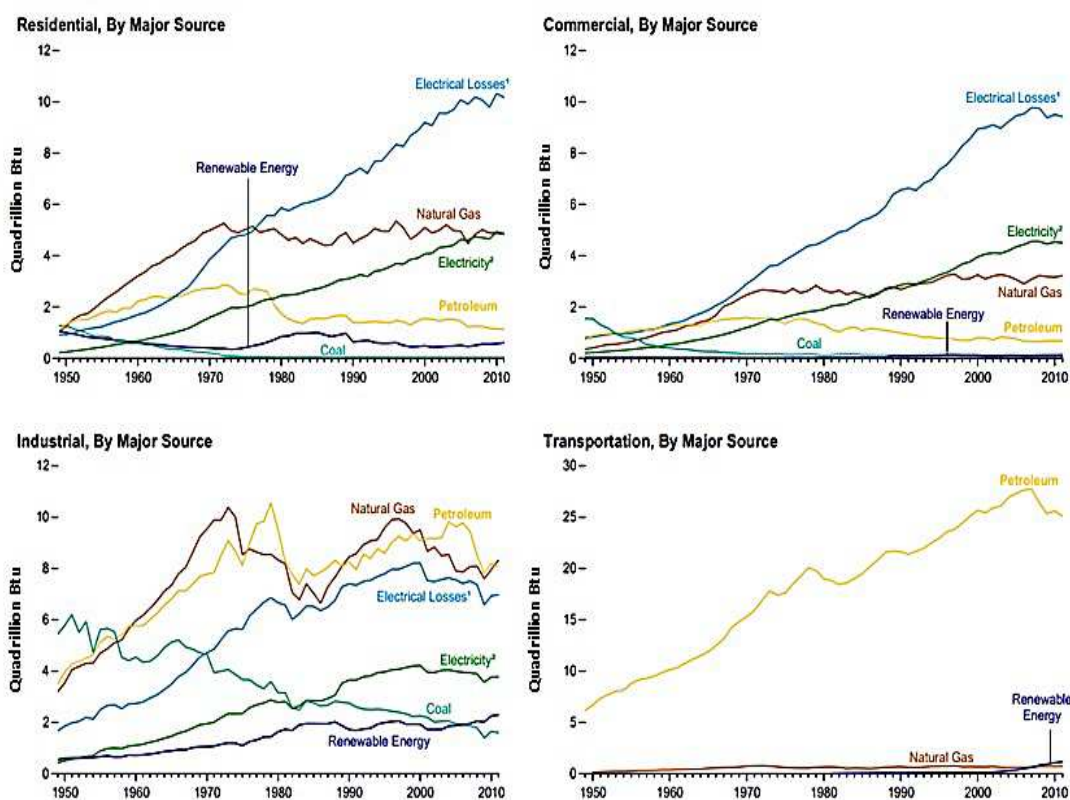 Residential, By Major Source
12
Electrical Losses¹
10
8
Renewable Energy
6
Natural Gas
4
Electricity²
2
Petroleum
Coal
0
1950 1960 1970 1980 1990 2000 2010
Quadrillion Btu
Commercial, By Major Source
12
Electrical Losses¹
10
8
6
Electricity²
4
Natural Gas
Renewable Energy
2
Petroleum
Coal
0
1950 1960 1970 1980 1990 2000 2010
Quadrillion Btu
Industrial, By Major Source
12
Natural Gas
Petroleum
10
8
Electrical Losses¹
6
Electricity²
4
Coal
2
Renewable Energy
0
1950 1960 1970 1980 1990 2000 2010
Quadrillion Btu
Transportation, By Major Source
30
Petroleum
25
20
15
10
5
Renewable
Energy
Natural Gas
0
1950 1960 1970 1980 1990 2000 2010
Quadrillion Btu